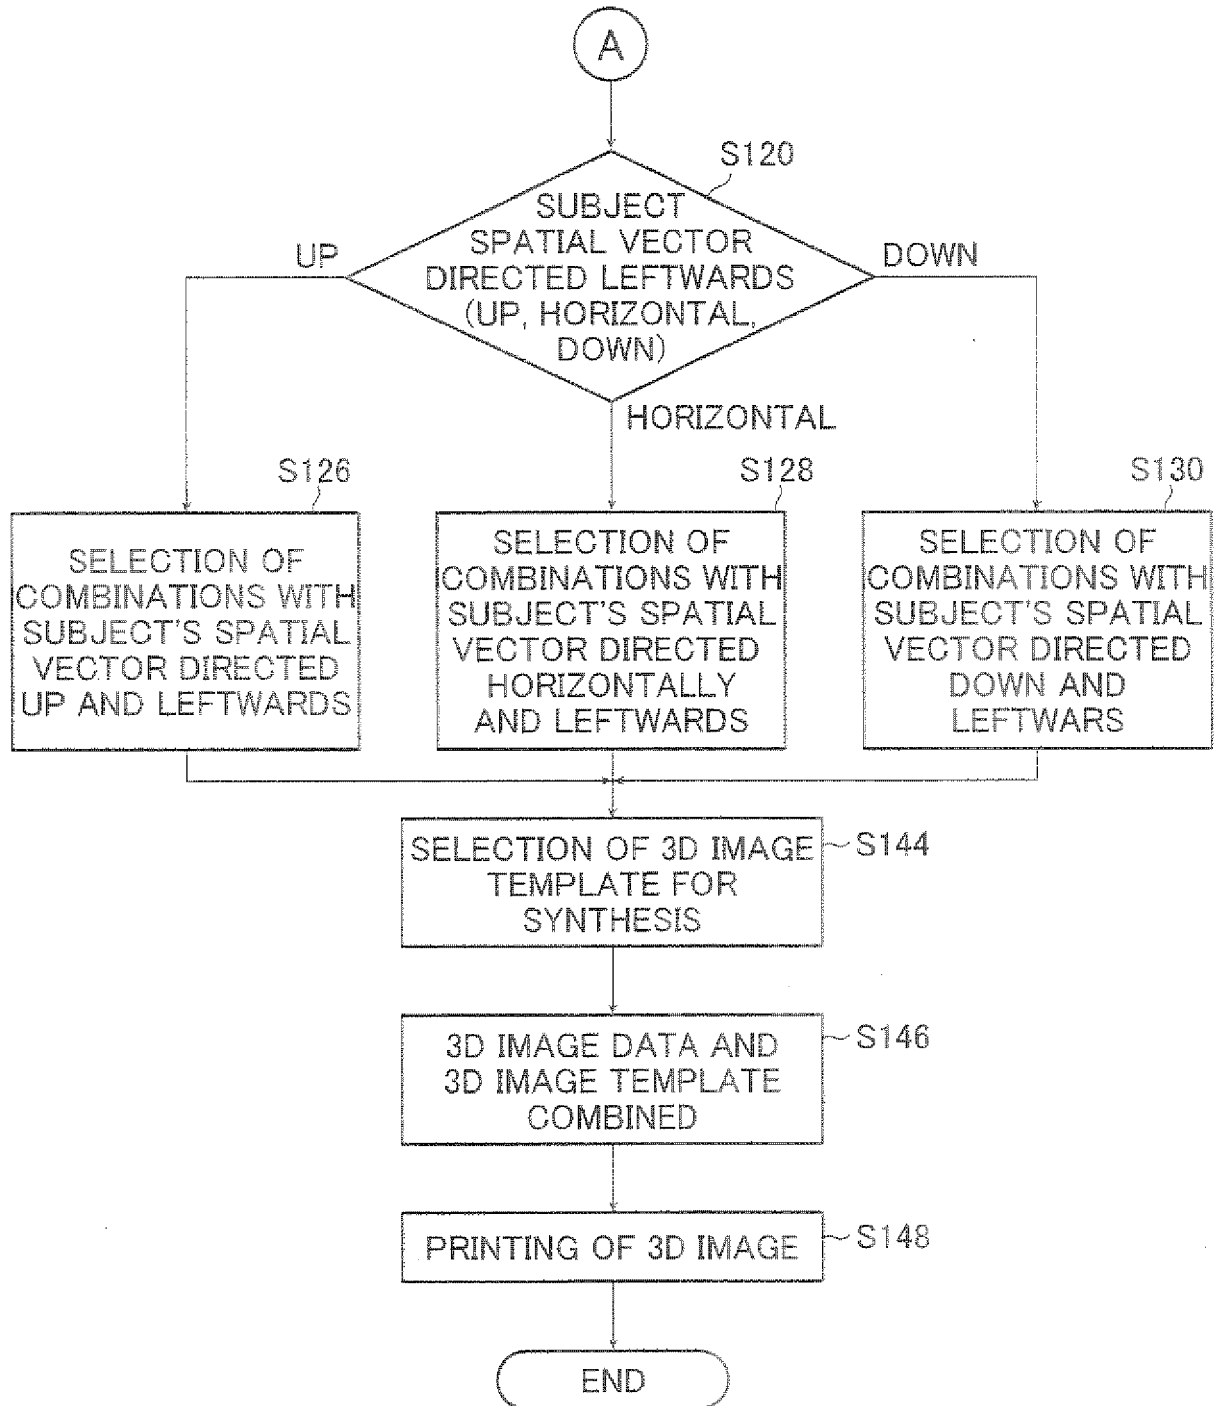 A
S120
SUBJECT
SPATIAL VECTOR
DIRECTED LEFTWARDS
(UP, HORIZONTAL,
DOWN)
UP
DOWN
HORIZONTAL
S126
SELECTION OF
COMBINATIONS WITH
SUBJECT'S SPATIAL
VECTOR DIRECTED
UP AND LEFTWARDS
S128
SELECTION OF
COMBINATIONS WITH
SUBJECT'S SPATIAL
VECTOR DIRECTED
HORIZONTALLY
AND LEFTWARDS
S130
SELECTION OF
COMBINATIONS WITH
SUBJECT'S SPATIAL
VECTOR DIRECTED
DOWN AND
LEFTWARS
SELECTION OF 3D IMAGE
TEMPLATE FOR
SYNTHESIS
S144
3D IMAGE DATA AND
3D IMAGE TEMPLATE
COMBINED
S146
PRINTING OF 3D IMAGE
S148
END